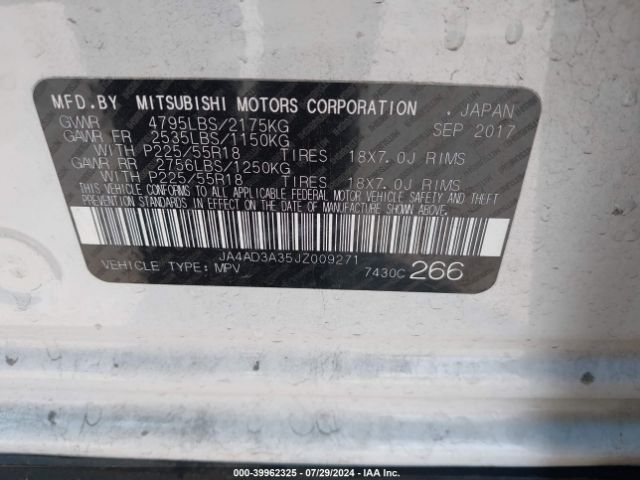 MFD.BY MITSUBISHI MOTORS CORPORATION . JAPAN
GVWR 4795LBS/2175KG SEP 2017
GAWR FR 2535LBS/1150KG
WITH P225/55R18 TIRES 18X7.0J RIMS
GAWR RR 2756LBS/1250KG
WITH P225/55R18 TIRES 18X7.0J RIMS
THIS VEHICLE CONFORMS TO ALL APPLICABLE FEDERAL MOTOR VEHICLE SAFETY AND THEFT
PREVENTION STANDARDS IN EFFECT ON THE DATE OF MANUFACTURE SHOWN ABOVE.
JA4AD3A35JZ009271
VEHICLE TYPE: MPV 7430C 266
000-39962325 | 07/29/2024 - IAA Inc. |